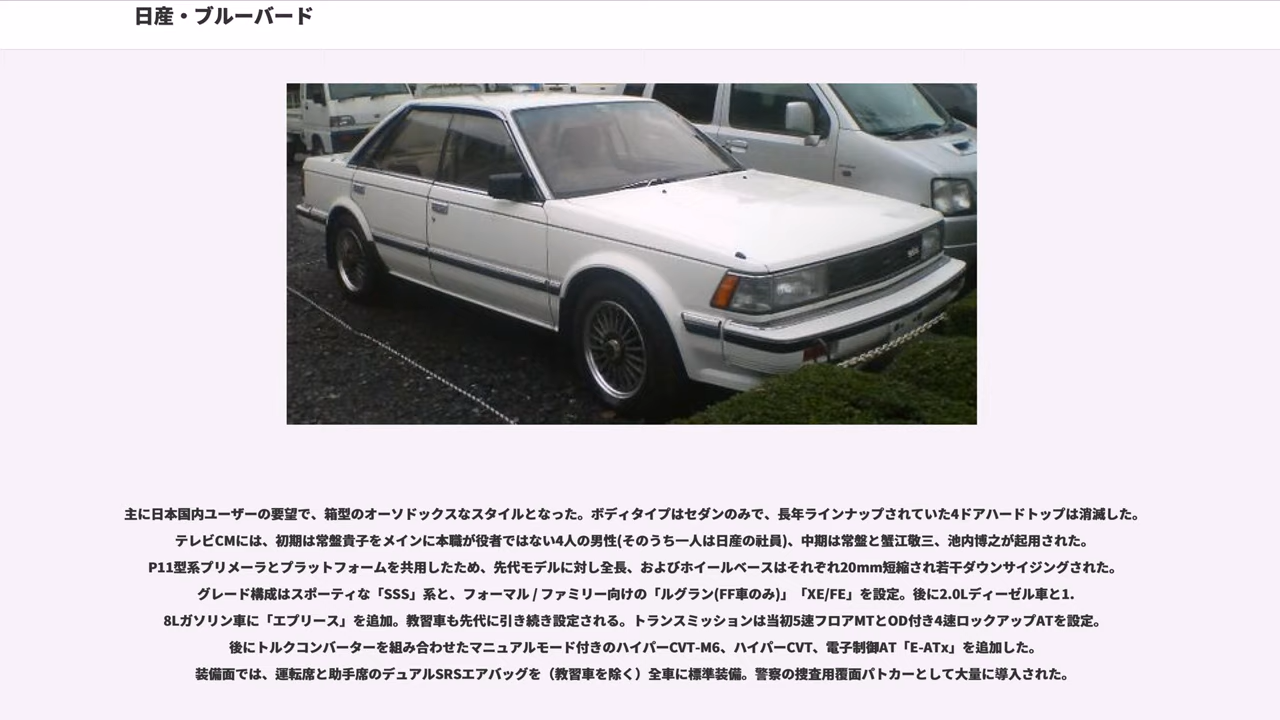 日産・ブルーバード
主に日本国内ユーザーの要望で、箱型のオーソドックスなスタイルとなった。ボディタイプはセダンのみで、長年ラインナップされていた4ドアハードトップは消滅した。
テレビCMには、初期は常盤貴子をメインに本職が役者ではない4人の男性(そのうち一人は日産の社員)、中期は常盤と蟹江敬三、池内博之が起用された。
P11型系プリメーラとプラットフォームを共用したため、先代モデルに対し全長、およびホイールベースはそれぞれ20mm短縮され若干ダウンサイジングされた。
グレード構成はスポーティな「SSS」系と、フォーマル / ファミリー向けの「ルグラン(FF車のみ)」「XE/FE」を設定。後に2.0Lディーゼル車と1.
8Lガソリン車に「エプリース」を追加。教習車も先代に引き続き設定される。トランスミッションは当初5速フロアMTとOD付き4速ロックアップATを設定。
後にトルクコンバーターを組み合わせたマニュアルモード付きのハイパーCVT-M6、ハイパーCVT、電子制御AT「E-ATx」を追加した。
装備面では、運転席と助手席のデュアルSRSエアバッグを（教習車を除く）全車に標準装備。警察の捜査用覆面パトカーとして大量に導入された。